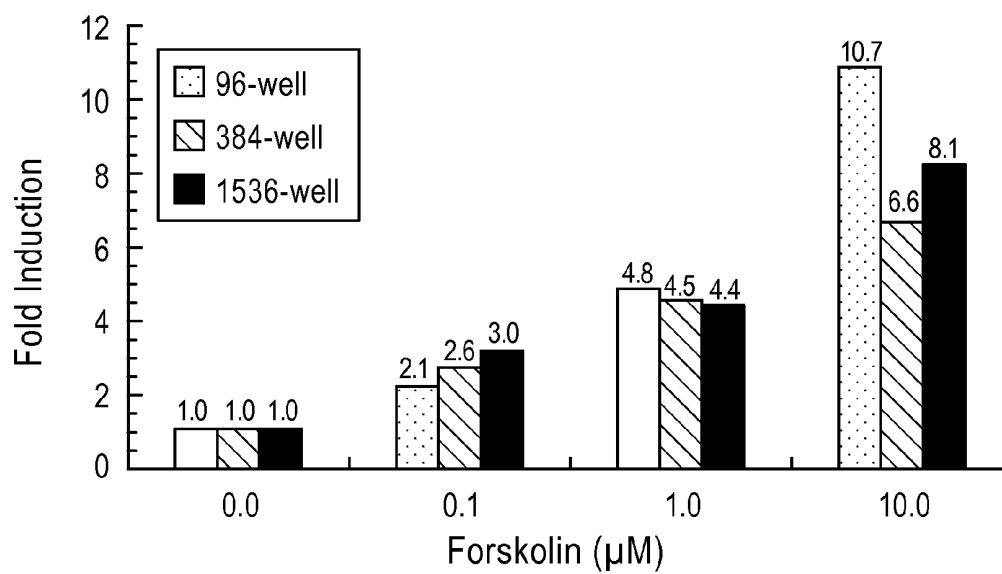 12
10
8
6
4
2
0
Fold Induction
96-well
384-well
1536-well
1.0 1.0 1.0
2.1 2.6 3.0
4.8 4.5 4.4
10.7 6.6 8.1
0.0 0.1 1.0 10.0
Forskolin (µM)